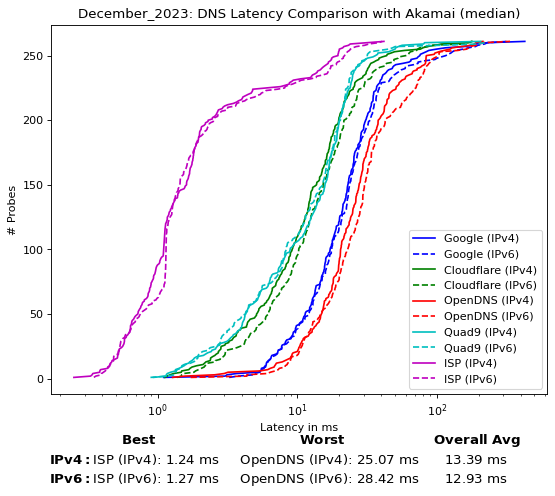 December_2023: DNS Latency Comparison with Akamai (median)
250
200
150
100
50
0
# Probes
Google (IPv4)
Google (IPv6)
Cloudflare (IPv4)
Cloudflare (IPv6)
OpenDNS (IPv4)
OpenDNS (IPv6)
Quad9 (IPv4)
Quad9 (IPv6)
ISP (IPv4)
ISP (IPv6)
10⁰ 10¹ 10²
Latency in ms
Best Worst Overall Avg
IPv4: ISP (IPv4): 1.24 ms OpenDNS (IPv4): 25.07 ms 13.39 ms
IPv6: ISP (IPv6): 1.27 ms OpenDNS (IPv6): 28.42 ms 12.93 ms